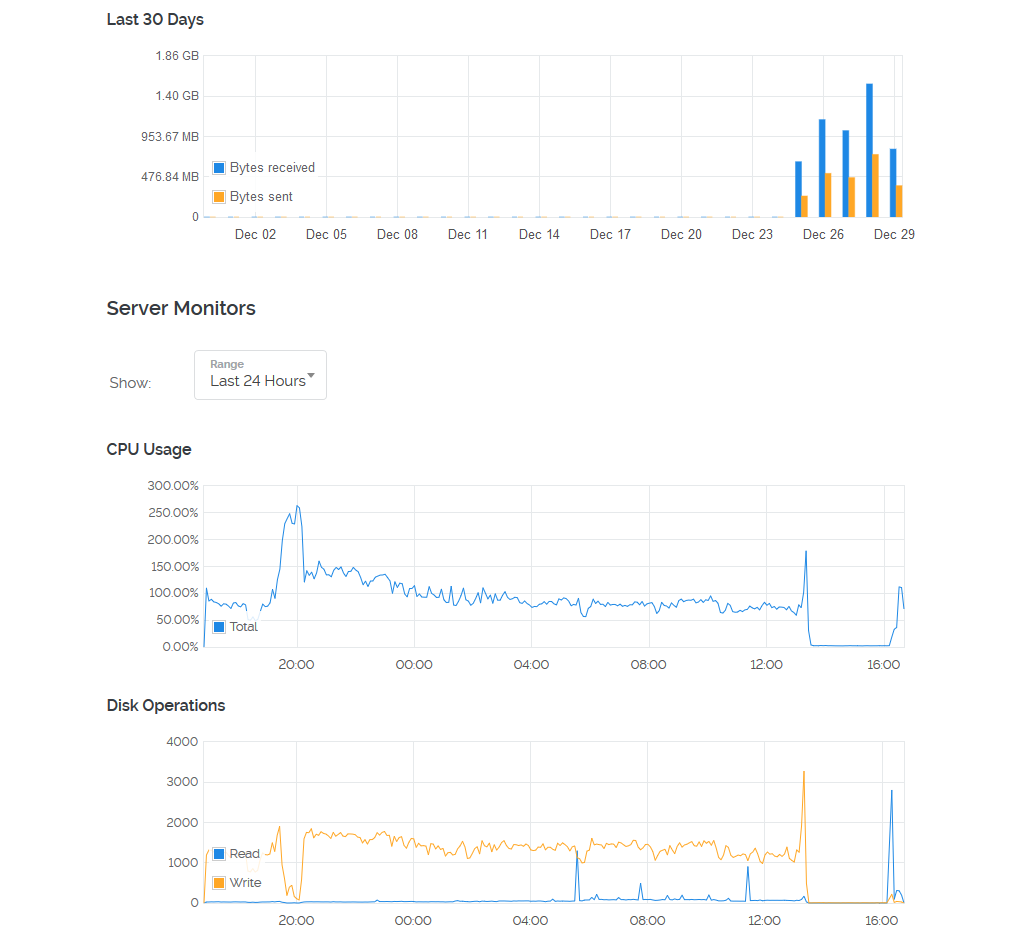 Last 30 Days
1.86 GB
1.40 GB
953.67 MB
476.84 MB
0
Bytes received
Bytes sent
Dec 02 Dec 05 Dec 08 Dec 11 Dec 14 Dec 17 Dec 20 Dec 23 Dec 26 Dec 29
Server Monitors
Show:
Range
Last 24 Hours
CPU Usage
300.00%
250.00%
200.00%
150.00%
100.00%
50.00%
0.00%
Total
20:00 00:00 04:00 08:00 12:00 16:00
Disk Operations
4000
3000
2000
1000
0
Read
Write
20:00 00:00 04:00 08:00 12:00 16:00